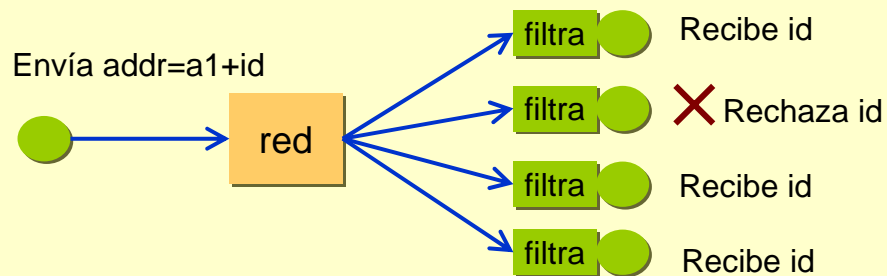 Envía addr=a1+id
red
filtra
Recibe id
filtra
Rechaza id
filtra
Recibe id
filtra
Recibe id